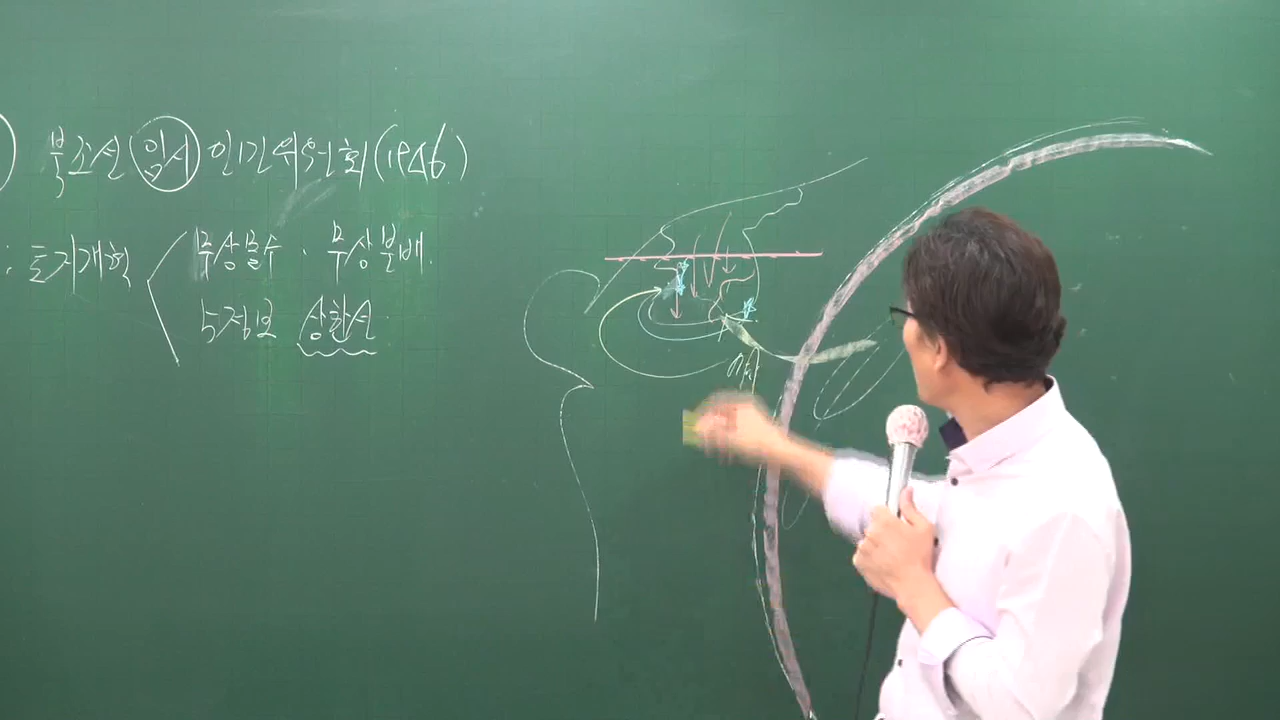 북조선 임시 인민위원회(1946.)
: 토지개혁 무상몰수 · 무상분배.
노정보 상한선